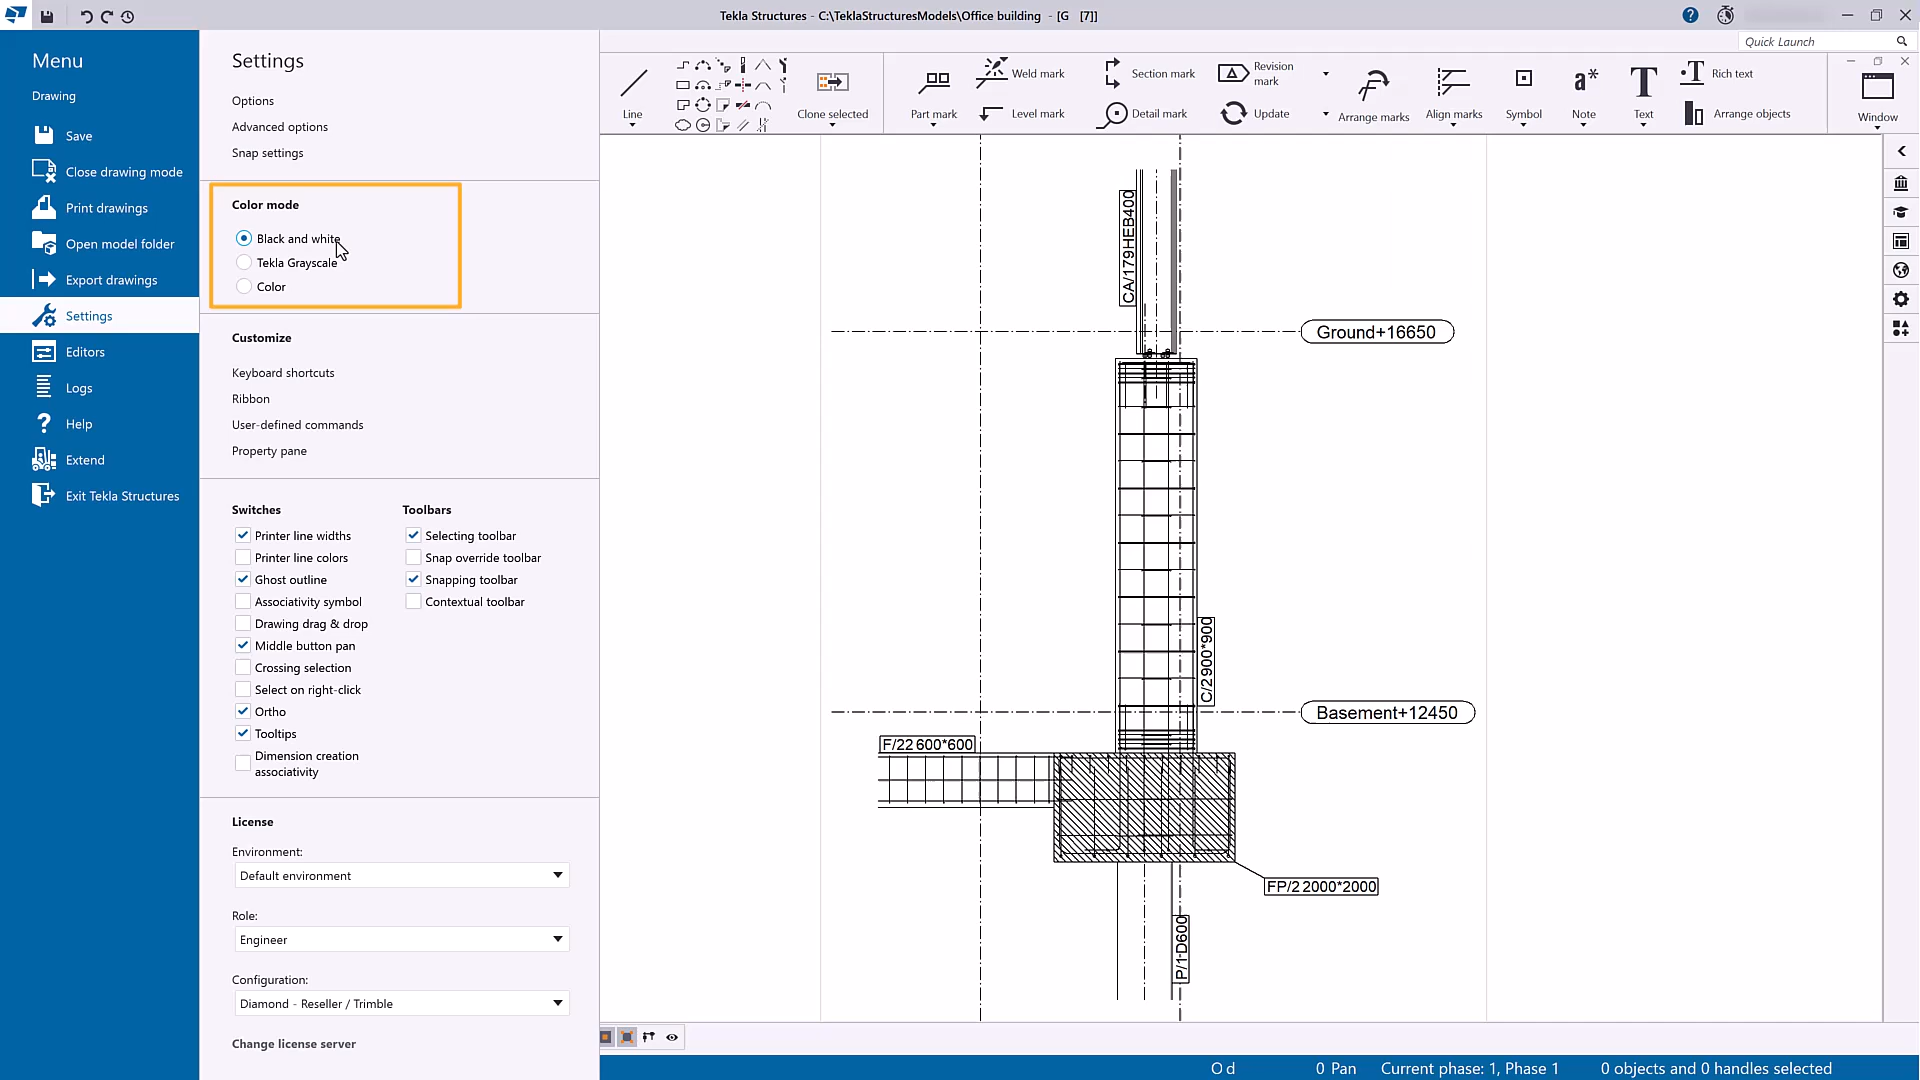 Tekla Structures - C:\TeklaStructuresModels\Office building - [G [7]]
Quick Launch
Menu
Drawing
Save
Close drawing mode
Print drawings
Open model folder
Export drawings
Settings
Editors
Logs
Help
Extend
Exit Tekla Structures
Settings
Options
Advanced options
Snap settings
Color mode
Black and white
Tekla Grayscale
Color
Customize
Keyboard shortcuts
Ribbon
User-defined commands
Property pane
Switches
Printer line widths
Printer line colors
Ghost outline
Associativity symbol
Drawing drag & drop
Middle button pan
Crossing selection
Select on right-click
Ortho
Tooltips
Dimension creation
associativity
Toolbars
Selecting toolbar
Snap override toolbar
Snapping toolbar
Contextual toolbar
License
Environment:
Default environment
Role:
Engineer
Configuration:
Diamond - Reseller / Trimble
Change license server
Line
Clone selected
Part mark
Weld mark
Level mark
Section mark
Detail mark
Revision
mark
Update
Arrange marks
Align marks
Symbol
Note
Text
Rich text
Arrange objects
Window
CA/179 HEB400
Ground+16650
C/2 900*900
Basement+12450
F/22 600*600
FP/2 2000*2000
P/1 D600
O d
0 Pan
Current phase: 1, Phase 1
0 objects and 0 handles selected